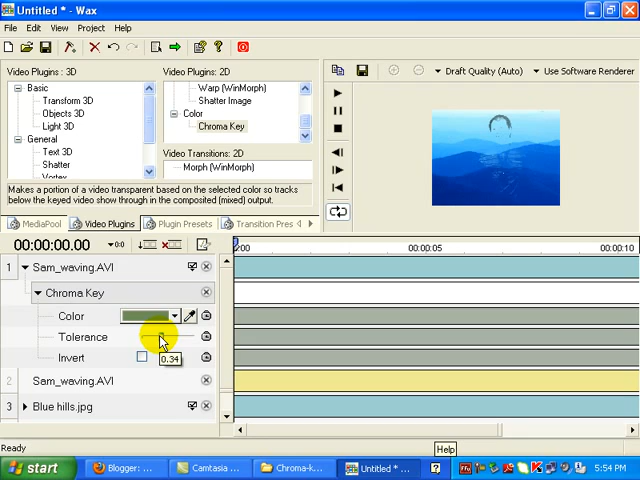 Untitled * - Wax
File Edit View Project Help
Video Plugins : 3D
Basic
Transform 3D
Objects 3D
Light 3D
General
Text 3D
Shatter
Vortex
Video Plugins: 2D
Warp (WinMorph)
Shatter Image
Color
Chroma Key
Video Transitions: 2D
Morph (WinMorph)
Makes a portion of a video transparent based on the selected color so tracks
below the keyed video show through in the composited (mixed) output.
MediaPool Video Plugins Plugin Presets Transition Pres
Draft Quality (Auto) Use Software Renderer
00:00:00.00 0:0
:00 00:00:05 00:00:10
1 Sam_waving.AVI
Chroma Key
Color
Tolerance
Invert 0.34
2 Sam_waving.AVI
3 Blue hills.jpg
Ready
Help
start Blogger: ... Camtasia ... Chroma-k... Untitled * ... 5:54 PM